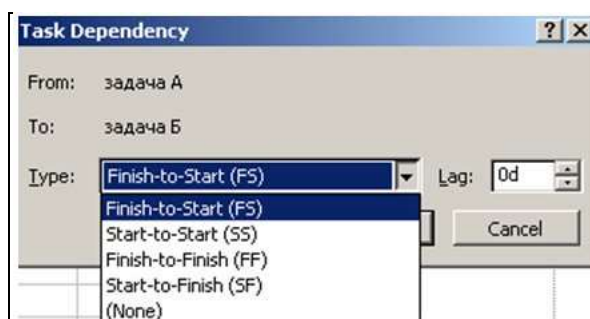 Task Dependency
From: задача А
To: задача Б
Type: Finish-to-Start (FS) Lag: 0d
Finish-to-Start (FS)
Start-to-Start (SS) Cancel
Finish-to-Finish (FF)
Start-to-Finish (SF)
(None)